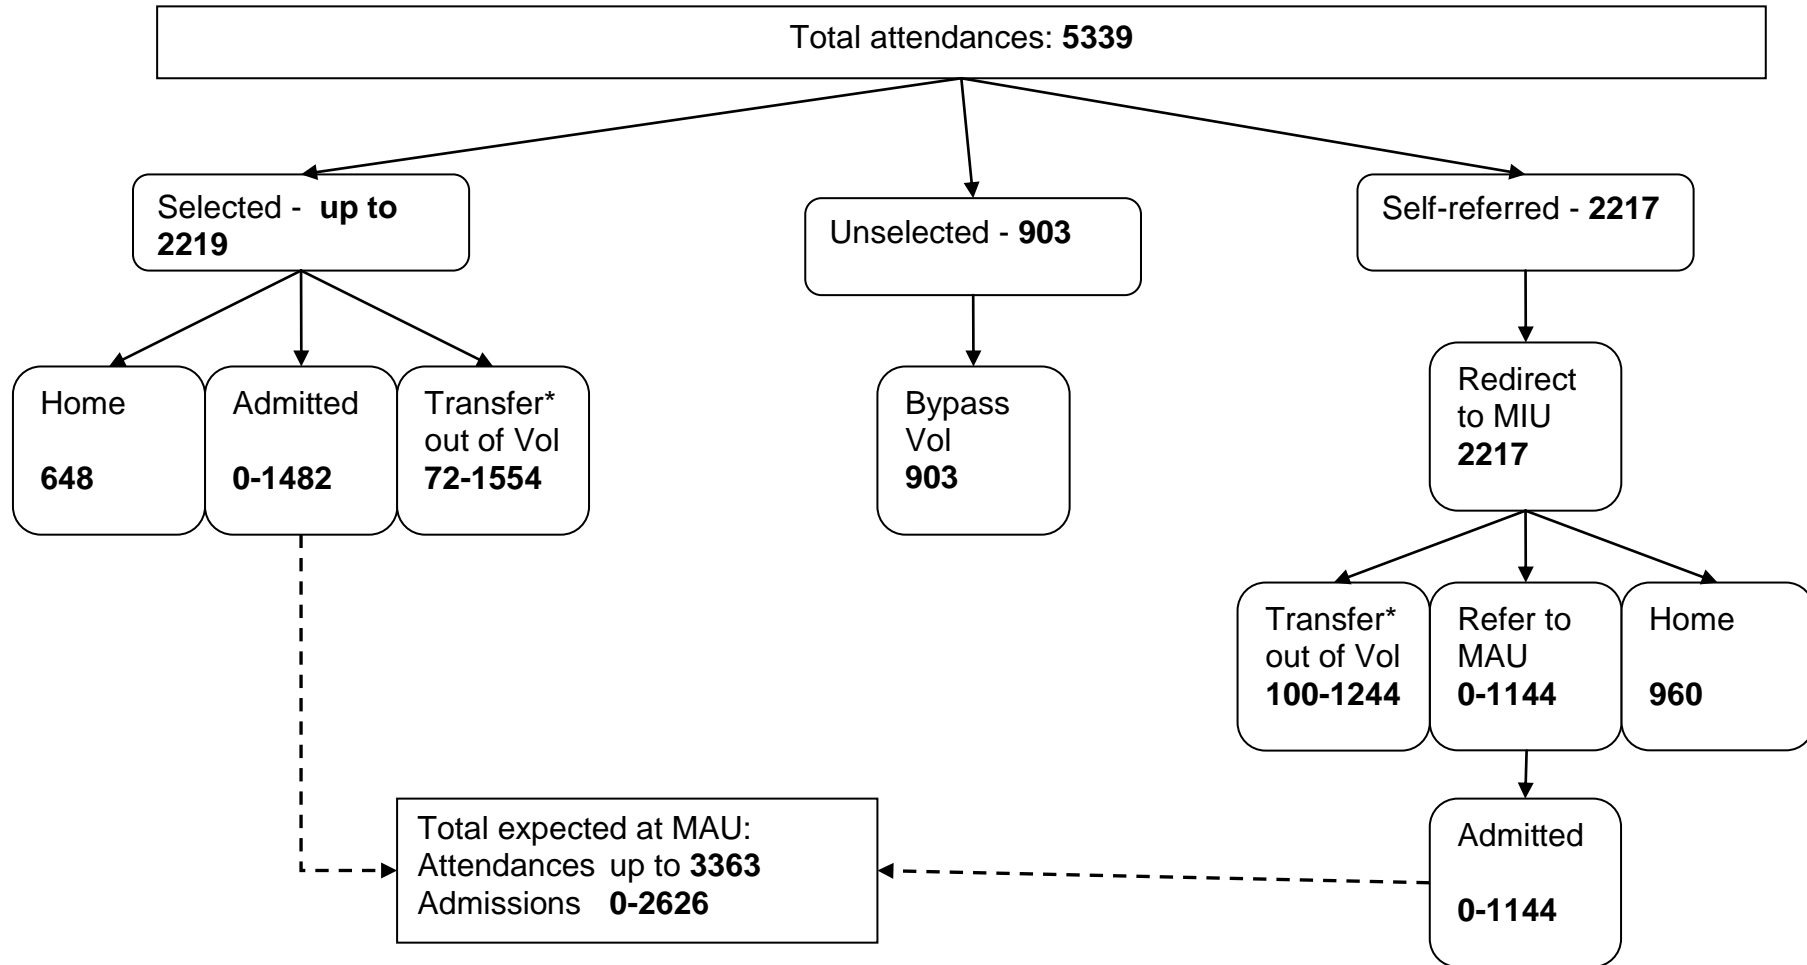 Total attendances: 5339
Selected - up to
2219
Unselected - 903
Self-referred - 2217
Home
648
Admitted
0-1482
Transfer*
out of Vol
72-1554
Bypass
Vol
903
Redirect
to MIU
2217
Transfer*
out of Vol
100-1244
Refer to
MAU
0-1144
Home
960
Total expected at MAU:
Attendances up to 3363
Admissions 0-2626
Admitted
0-1144